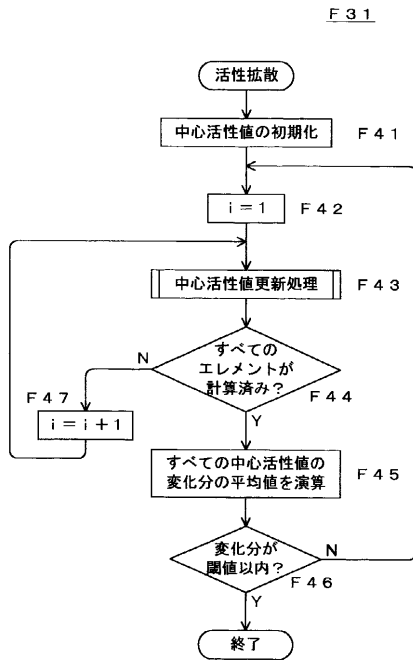 F31
活性拡散
中心活性値の初期化 F41
i=1 F42
中心活性値更新処理 F43
すべての
エレメントが
計算済み?
N
F44
F47
i=i+1
Y
すべての中心活性値の
変化分の平均値を演算
F45
変化分が
閾値以内?
N
F46
Y
終了